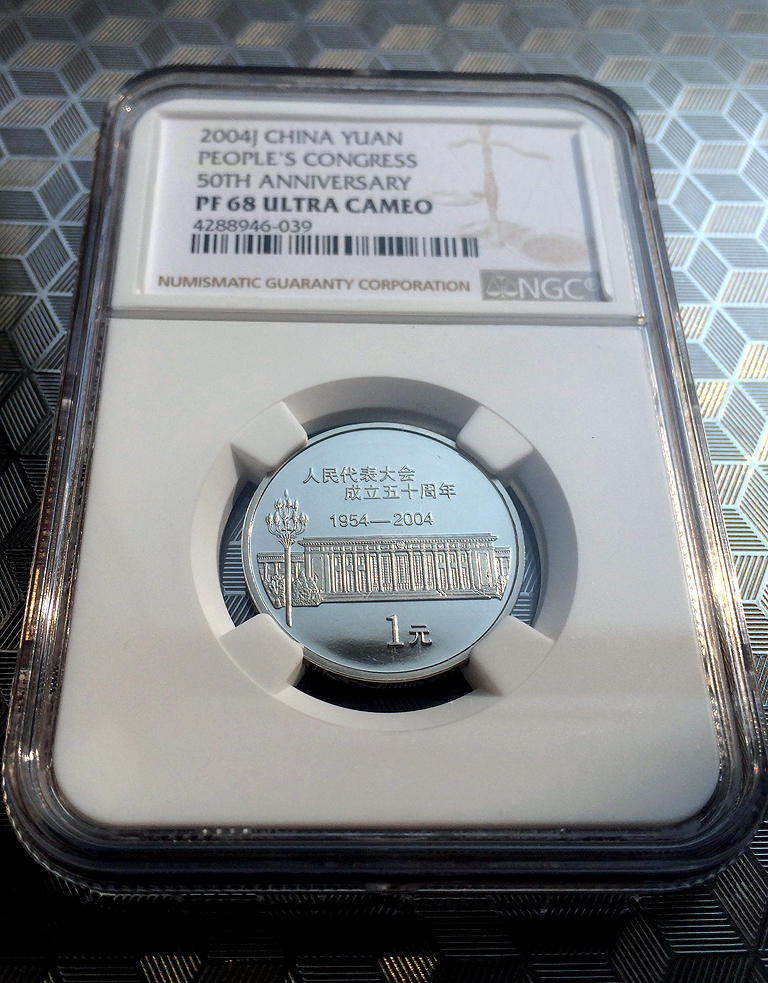 2004J CHINA YUAN
PEOPLE'S CONGRESS
50TH ANNIVERSARY
PF 68 ULTRA CAMEO
4288946-039
NUMISMATIC GUARANTY CORPORATION
NGC®
人民代表大会
成立五十周年
1954—2004
1元